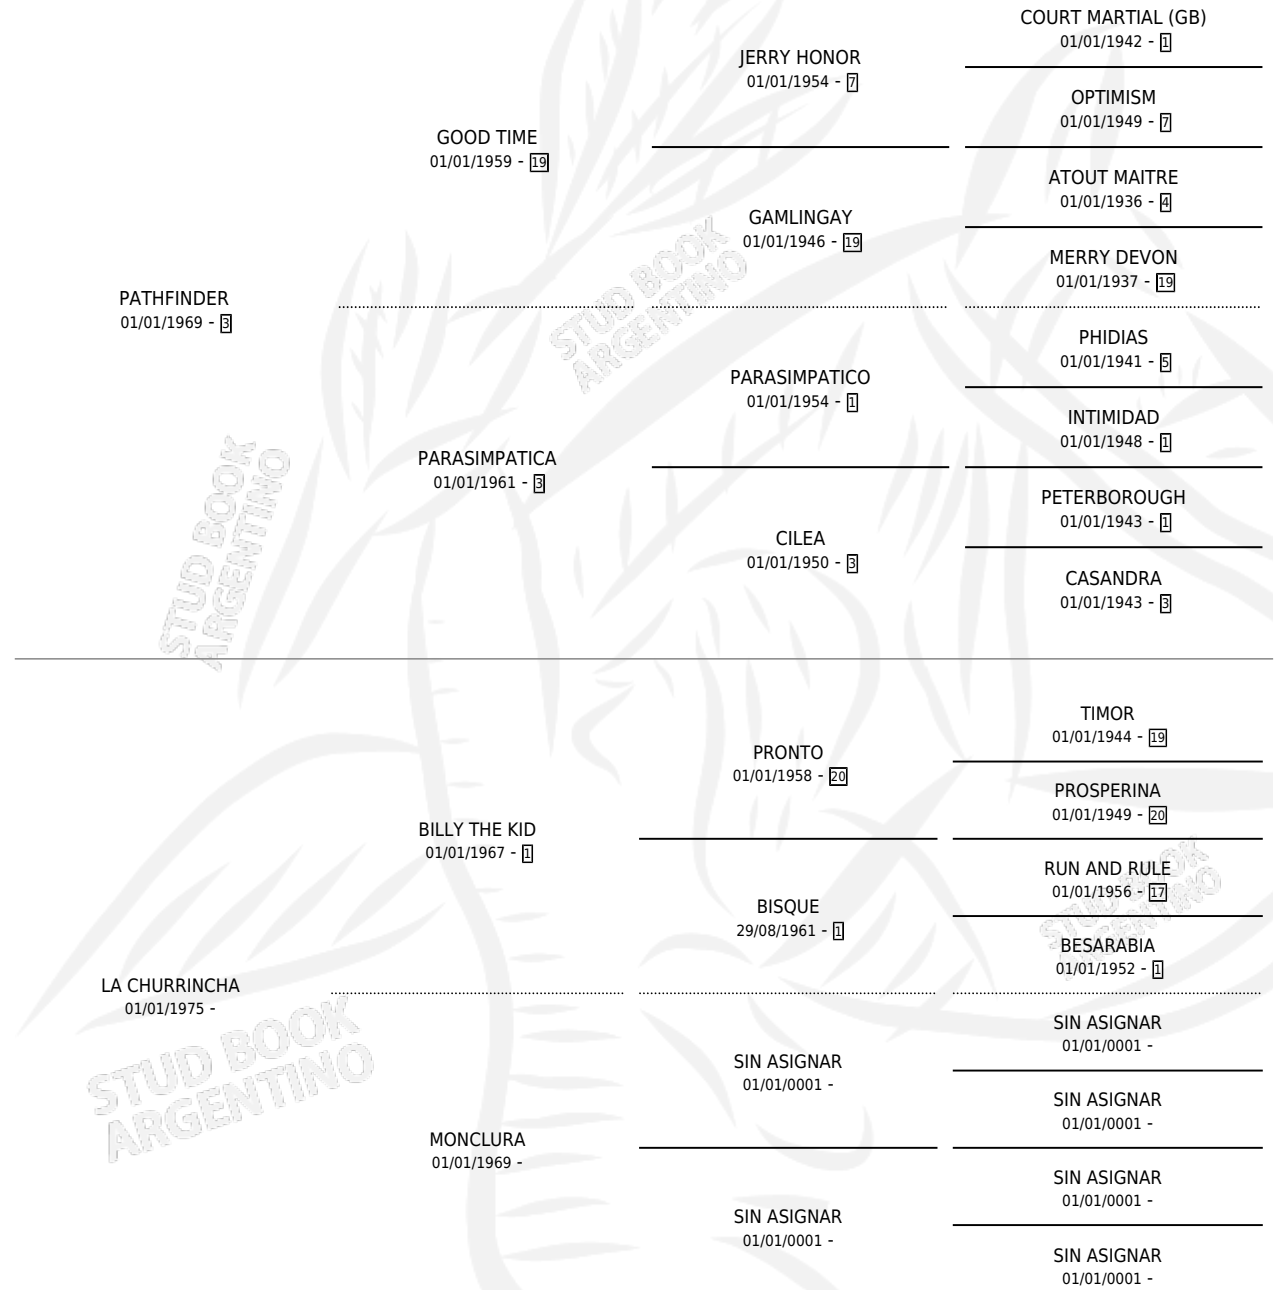 COURT MARTIAL (GB)
01/01/1942 - 1
JERRY HONOR
01/01/1954 - 7
OPTIMISM
01/01/1949 - 7
GOOD TIME
01/01/1959 - 19
ATOUT MAITRE
01/01/1936 - 4
GAMLINGAY
01/01/1946 - 19
MERRY DEVON
01/01/1937 - 19
PATHFINDER
01/01/1969 - 3
PHIDIAS
01/01/1941 - 5
PARASIMPATICO
01/01/1954 - 1
INTIMIDAD
01/01/1948 - 1
PARASIMPATICA
01/01/1961 - 3
PETERBOROUGH
01/01/1943 - 1
CILEA
01/01/1950 - 3
CASANDRA
01/01/1943 - 3
STUD BOOK
ARGENTINO
STUD BOOK
ARGENTINO
TIMOR
01/01/1944 - 19
PRONTO
01/01/1958 - 20
PROSPERINA
01/01/1949 - 20
BILLY THE KID
01/01/1967 - 1
RUN AND RULE
01/01/1956 - 17
BISQUE
29/08/1961 - 1
BESARABIA
01/01/1952 - 1
STUD BOOK
ARGENTINO
LA CHURRINCHA
01/01/1975 -
SIN ASIGNAR
01/01/0001 -
SIN ASIGNAR
01/01/0001 -
SIN ASIGNAR
01/01/0001 -
MONCLURA
01/01/1969 -
SIN ASIGNAR
01/01/0001 -
SIN ASIGNAR
01/01/0001 -
SIN ASIGNAR
01/01/0001 -
STUD BOOK
ARGENTINO